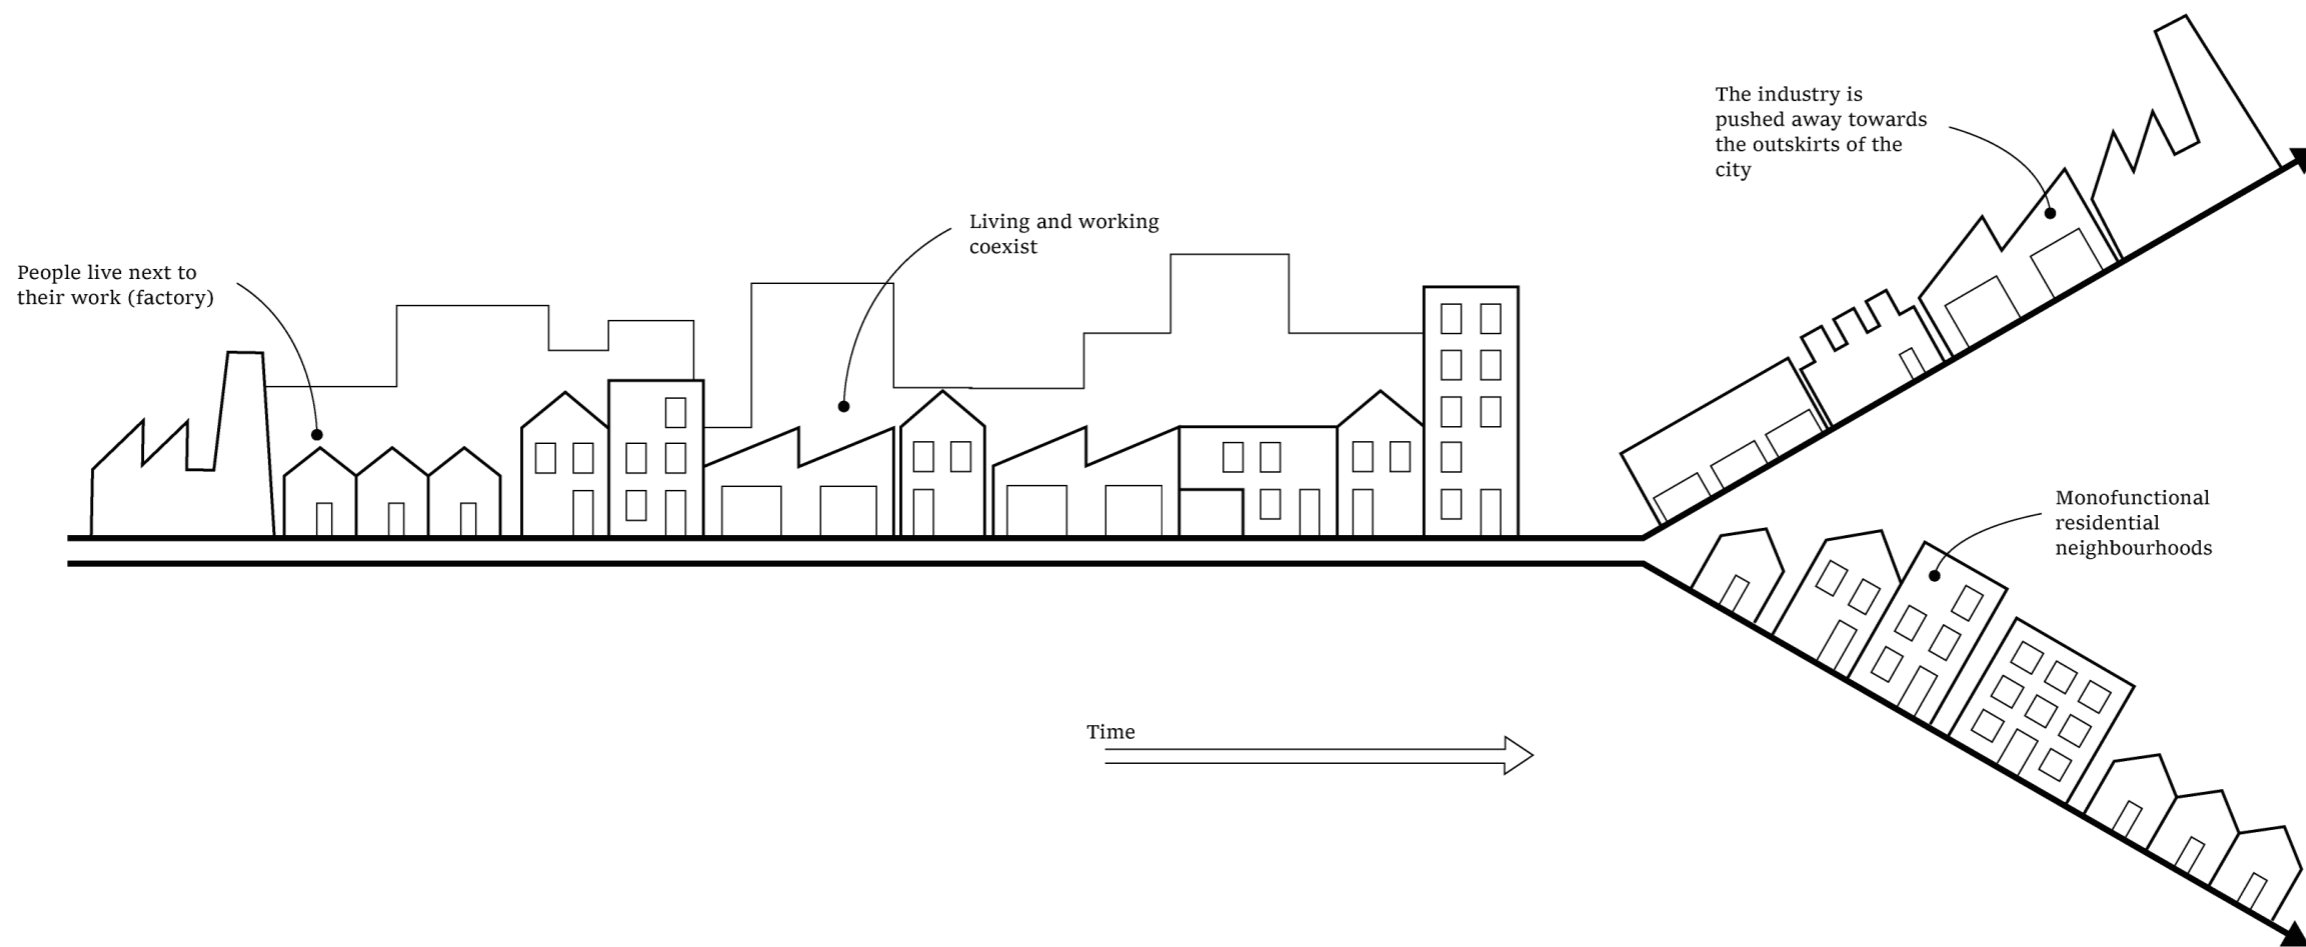 People live next to
their work (factory)
Living and working
coexist
The industry is
pushed away towards
the outskirts of the
city
Monofunctional
residential
neighbourhoods
Time